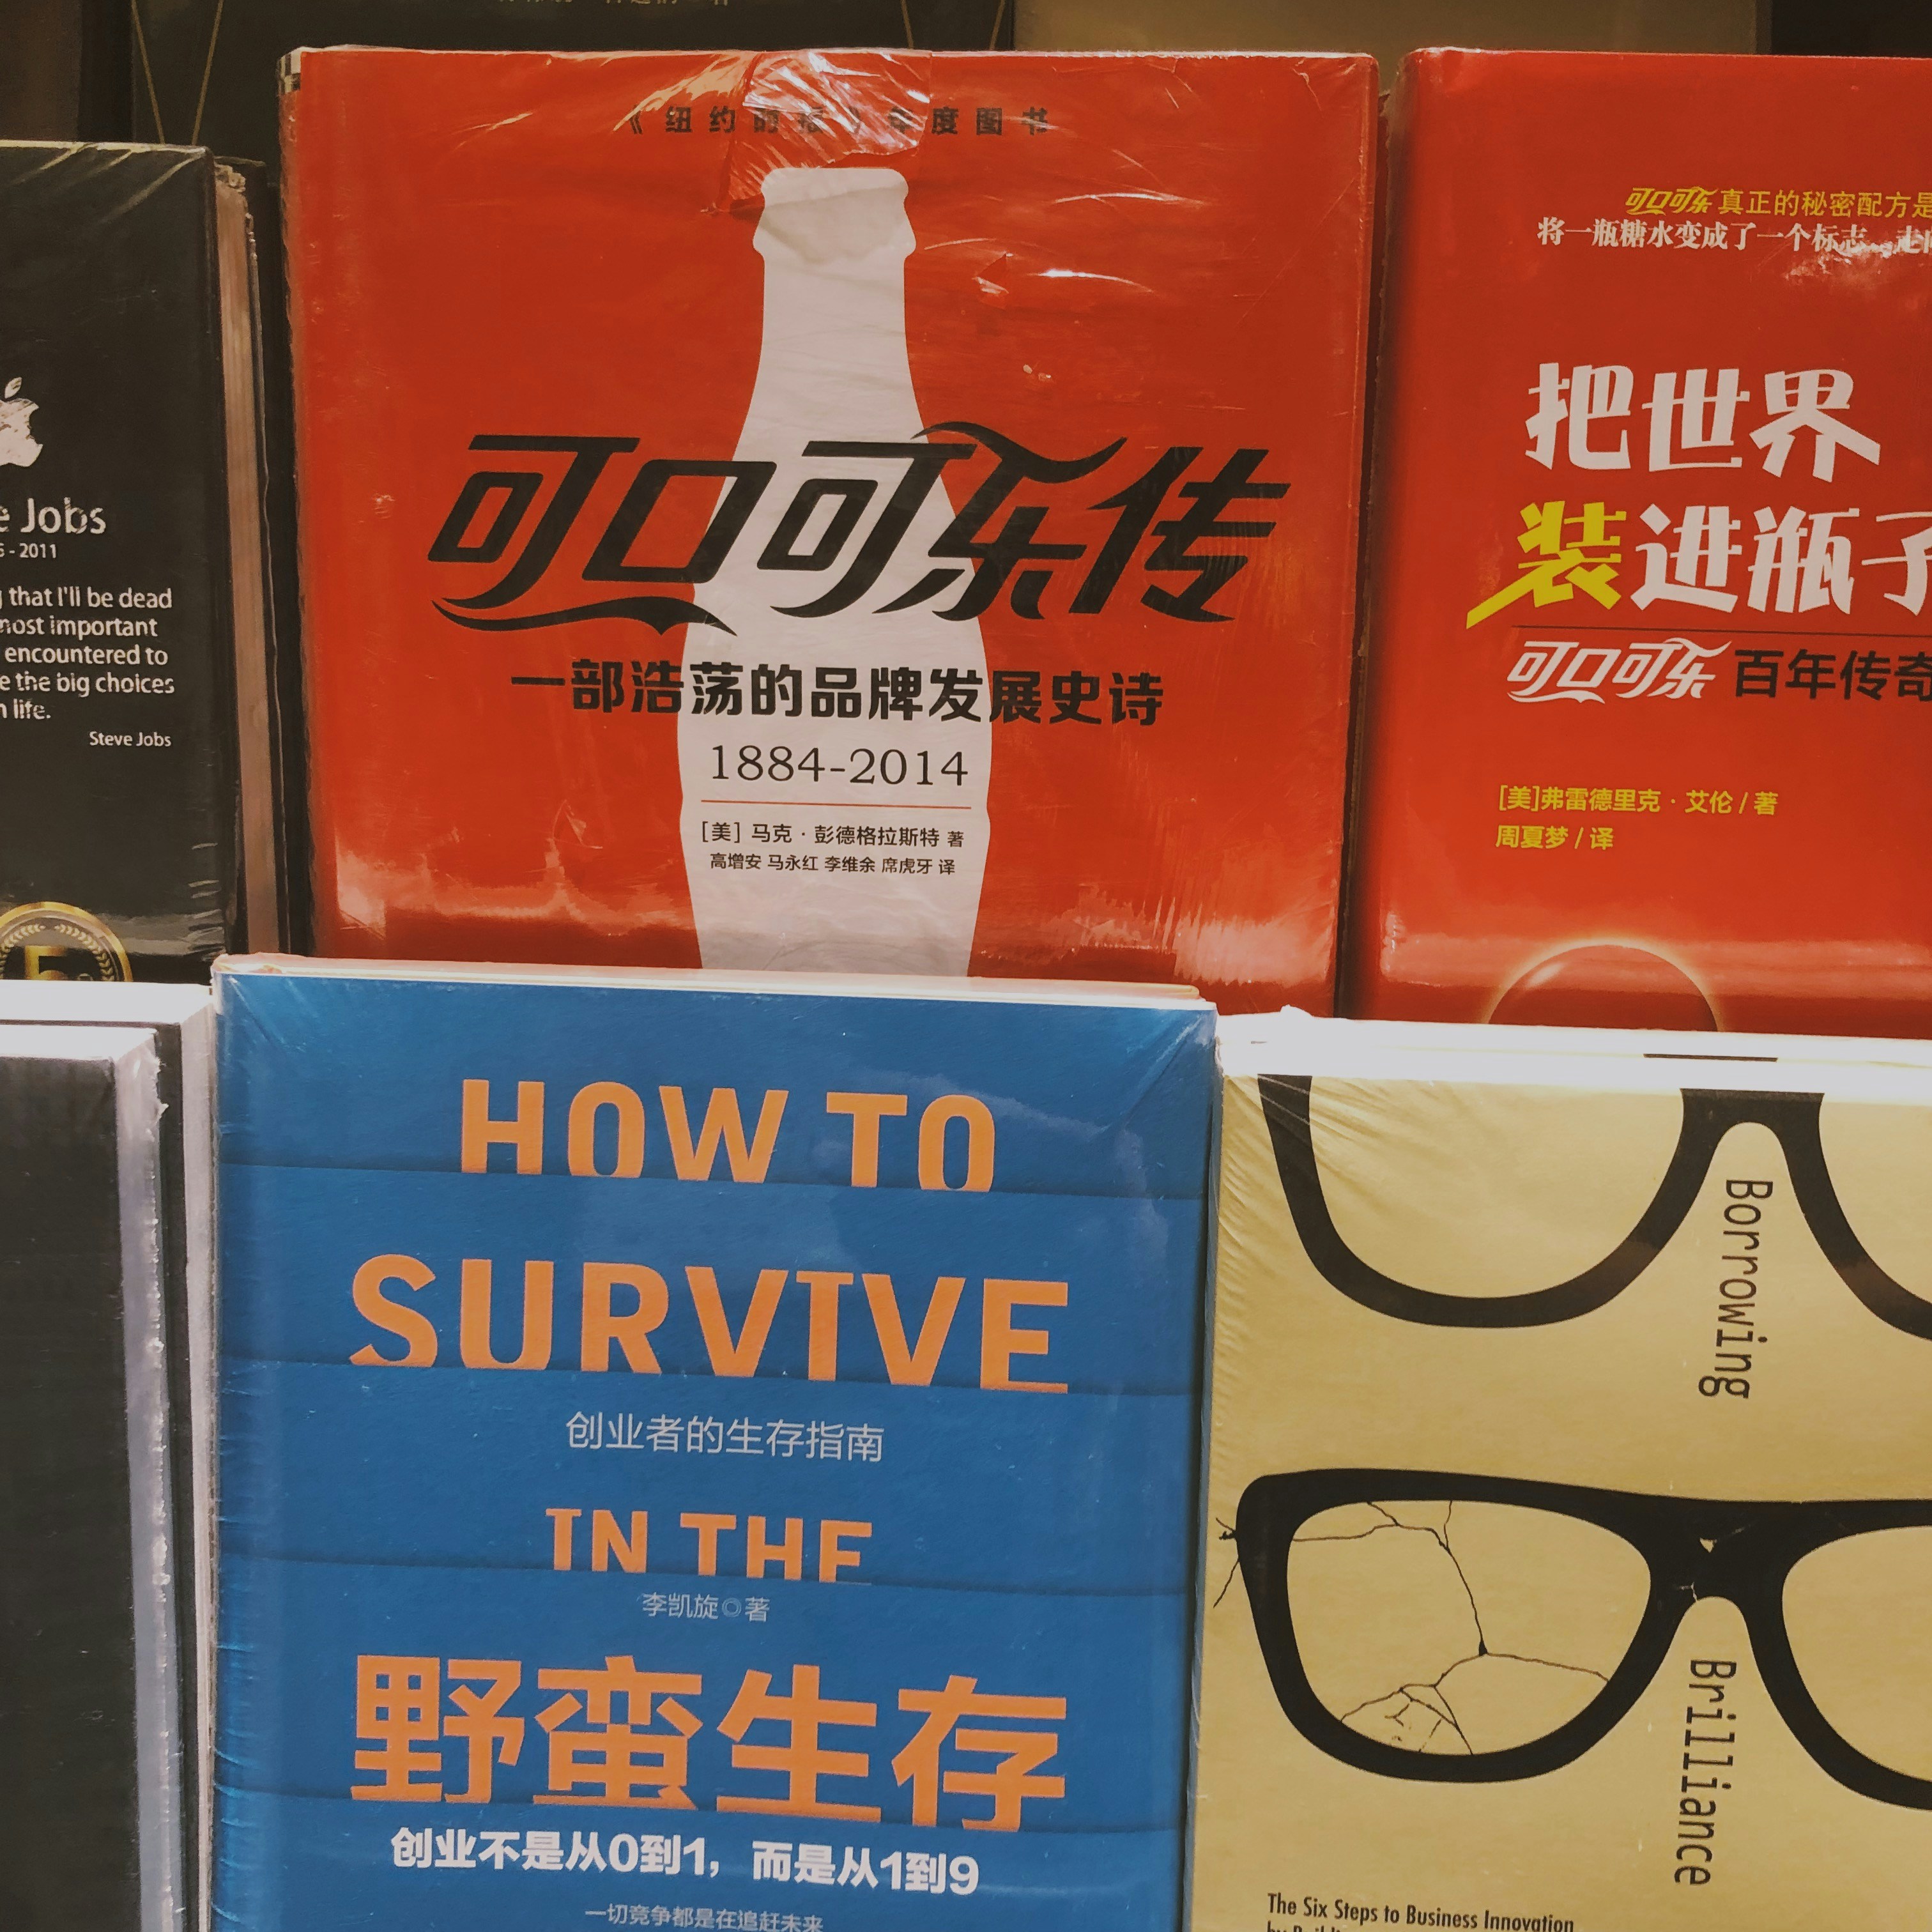 Jobs
- 2011
that I'll be dead
most important
encountered to
the big choices
life.
Steve Jobs
《纽约时报》年度图书
可口可乐传
一部浩荡的品牌发展史诗
1884-2014
[美] 马克·彭德格拉斯特 著
高增安 马永红 李维余 席虎牙 译
可口可乐真正的秘密配方是
将一瓶糖水变成了一个标志
把世界
装进瓶子
可口可乐 百年传奇
[美]弗雷德里克·艾伦 / 著
周夏梦 / 译
HOW TO
SURVIVE
创业者的生存指南
IN THE
李凯旋◎著
野蛮生存
创业不是从0到1，而是从1到9
一切竞争都是在追赶未来
Borrowing
Brilliance
The Six Steps to Business Innovation